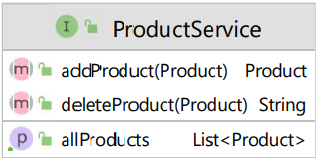 I ProductService
m addProduct(Product) Product
m deleteProduct(Product) String
p allProducts List<Product>